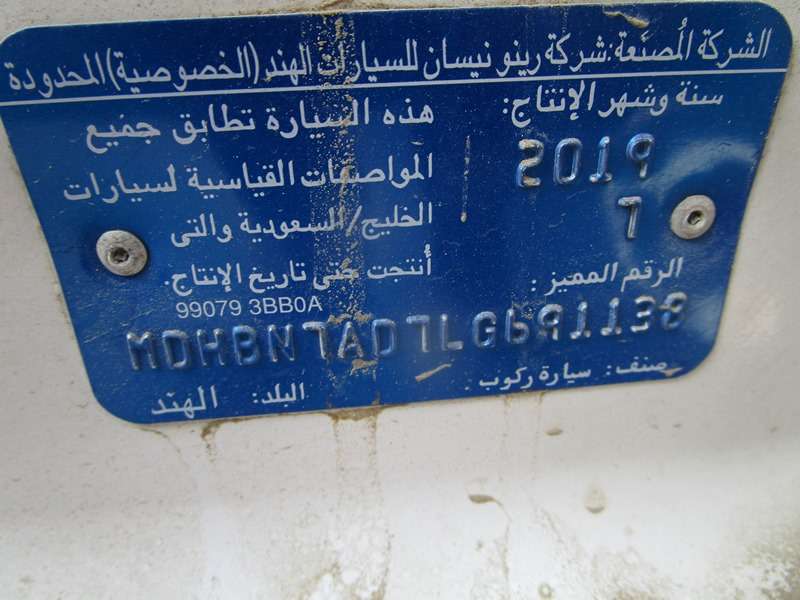 الشركة المُصنّعة: شركة رينو نيسان للسيارات الهند (الخصوصية) المحدودة
سنة وشهر الإنتاج:
2019
7
هذه السيارة تطابق جميع
المواصفات القياسية لسيارات
الخليج/السعودية والتى
أُنتجت حتى تاريخ الإنتاج.
99079 3BB0A
الرقم المميز:
MDHBN7AD7LG691138
صنف: سيارة ركوب
البلد: الهند